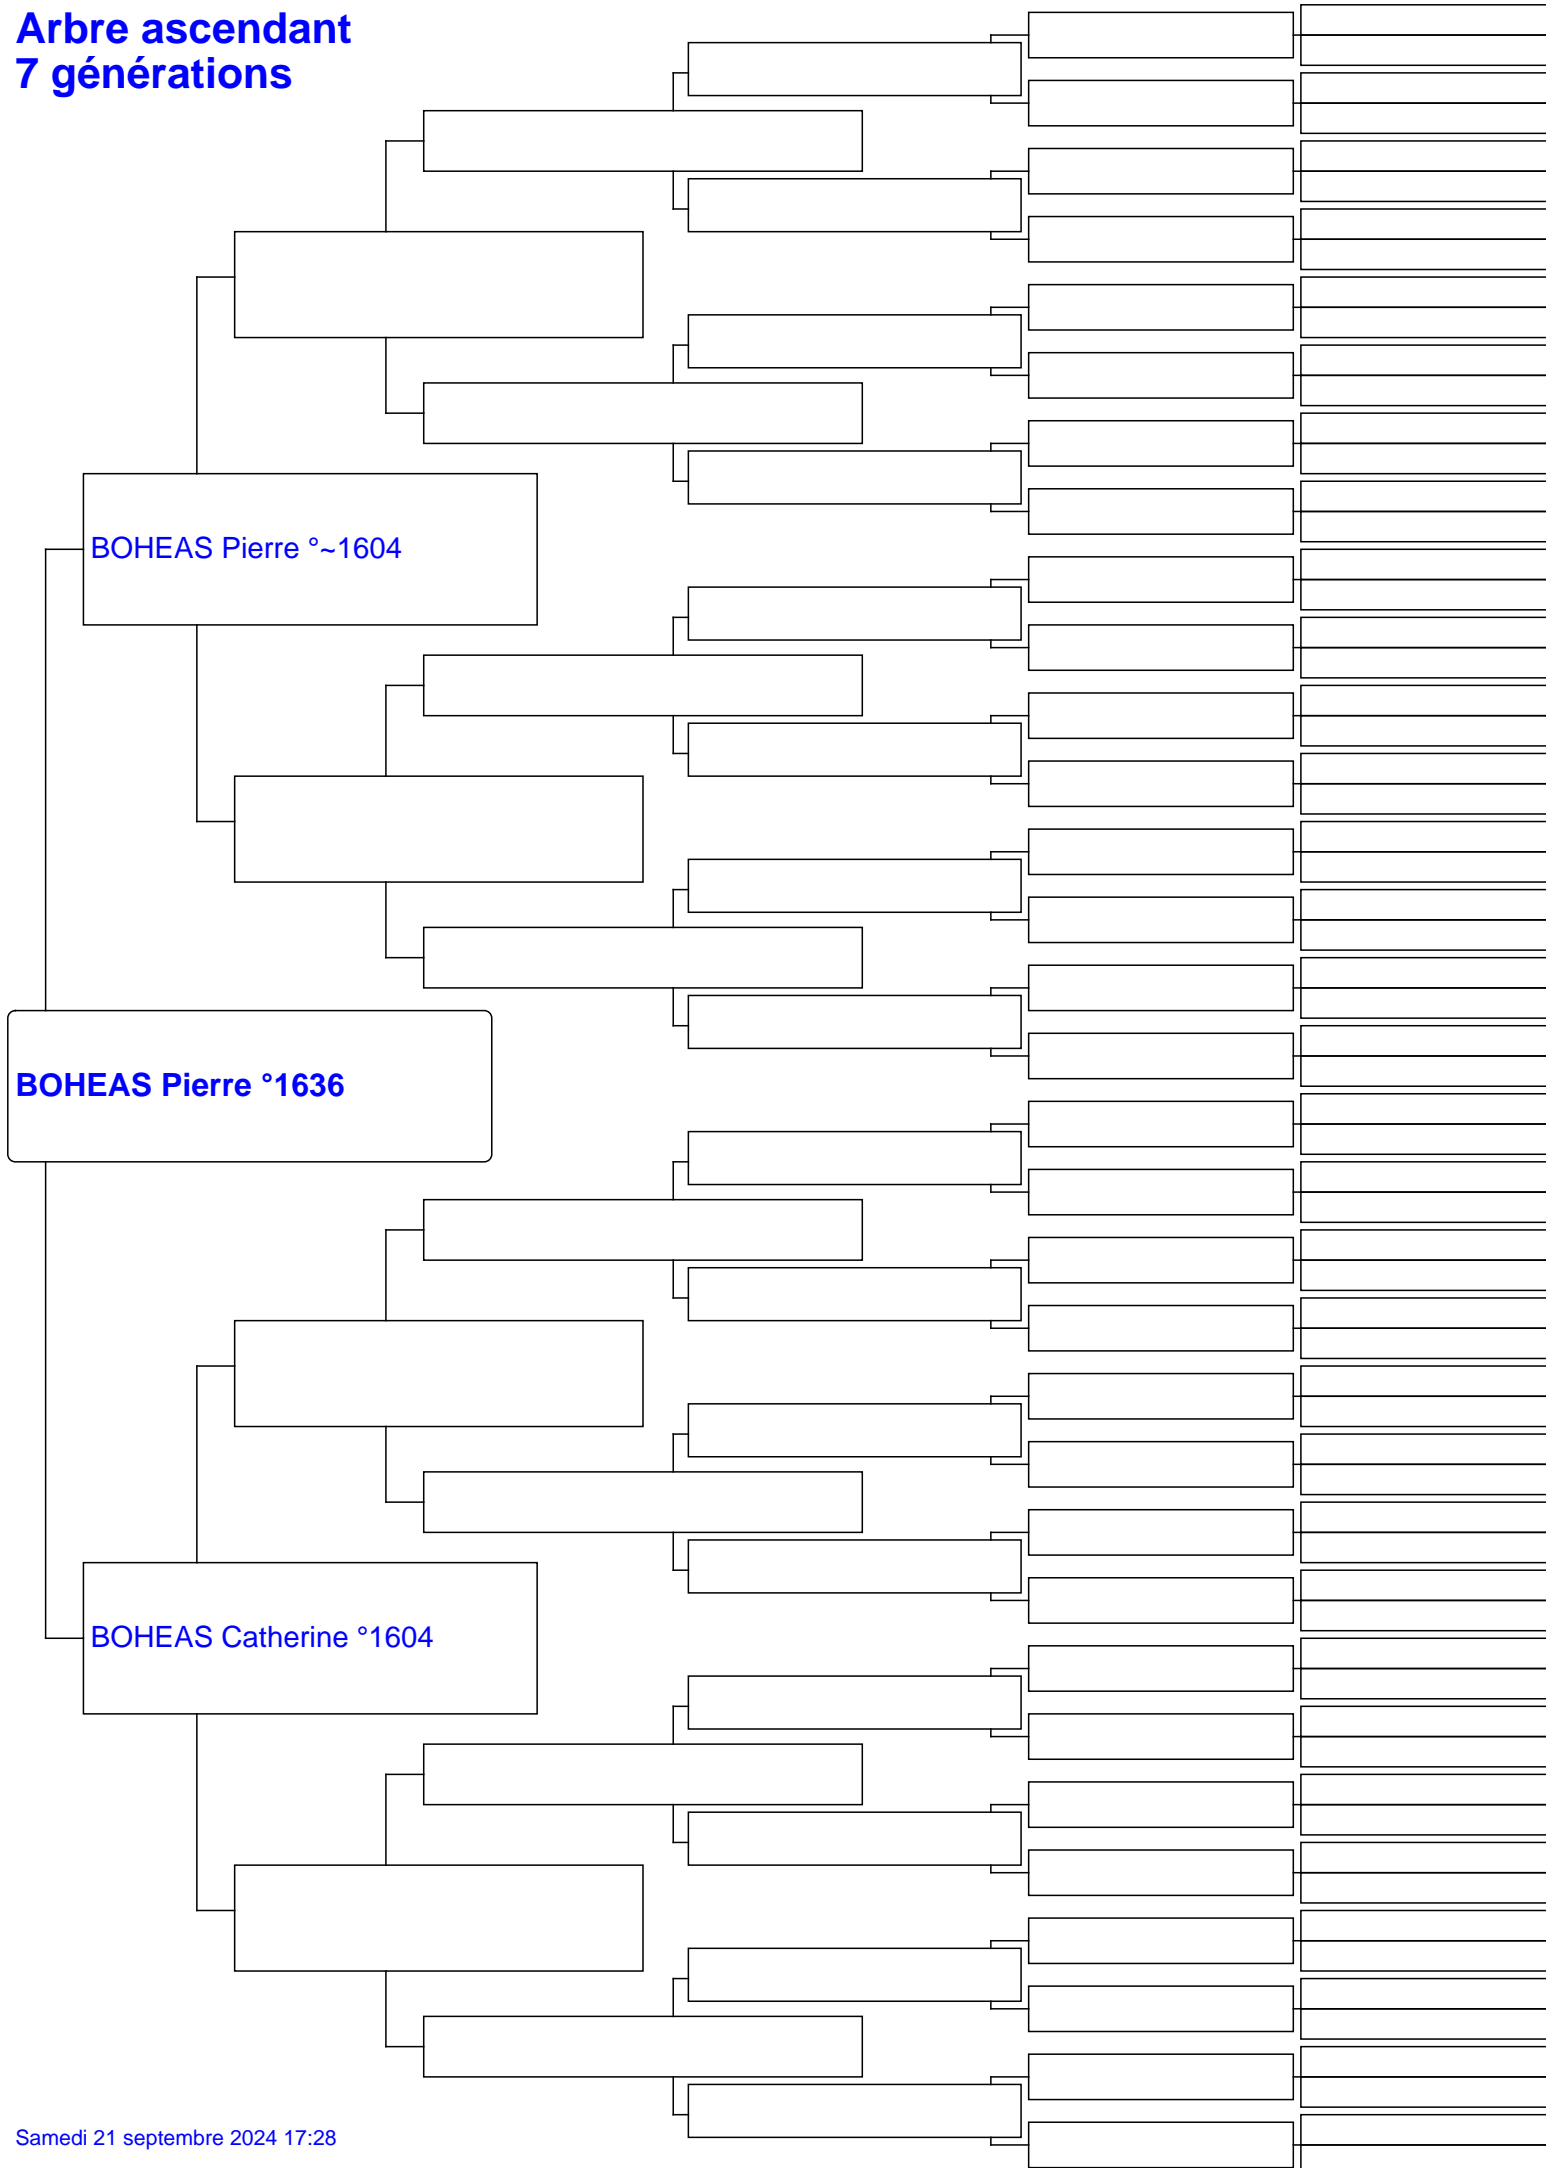 Arbre ascendant
7 générations
BOHEAS Pierre °~1604
BOHEAS Pierre °1636
BOHEAS Catherine °1604
Samedi 21 septembre 2024 17:28